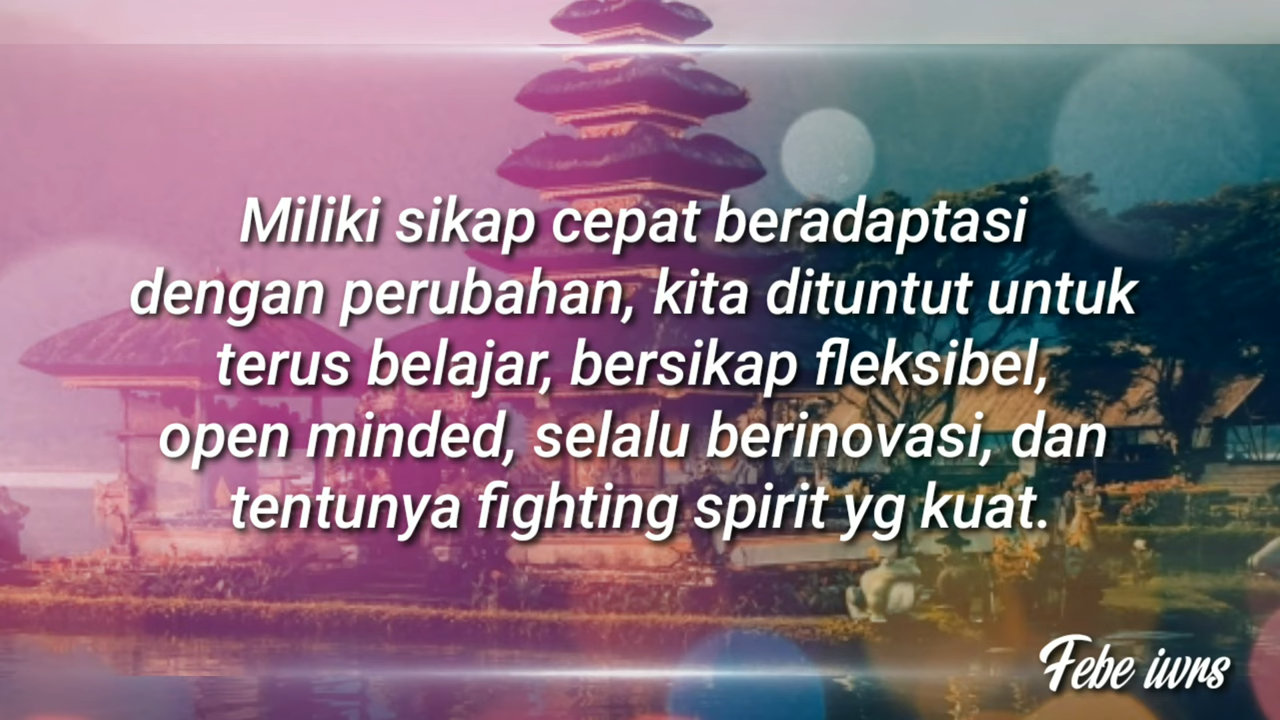 Miliki sikap cepat beradaptasi
dengan perubahan, kita dituntut untuk
terus belajar, bersikap fleksibel,
open minded, selalu berinovasi, dan
tentunya fighting spirit yg kuat.
Febe iwns